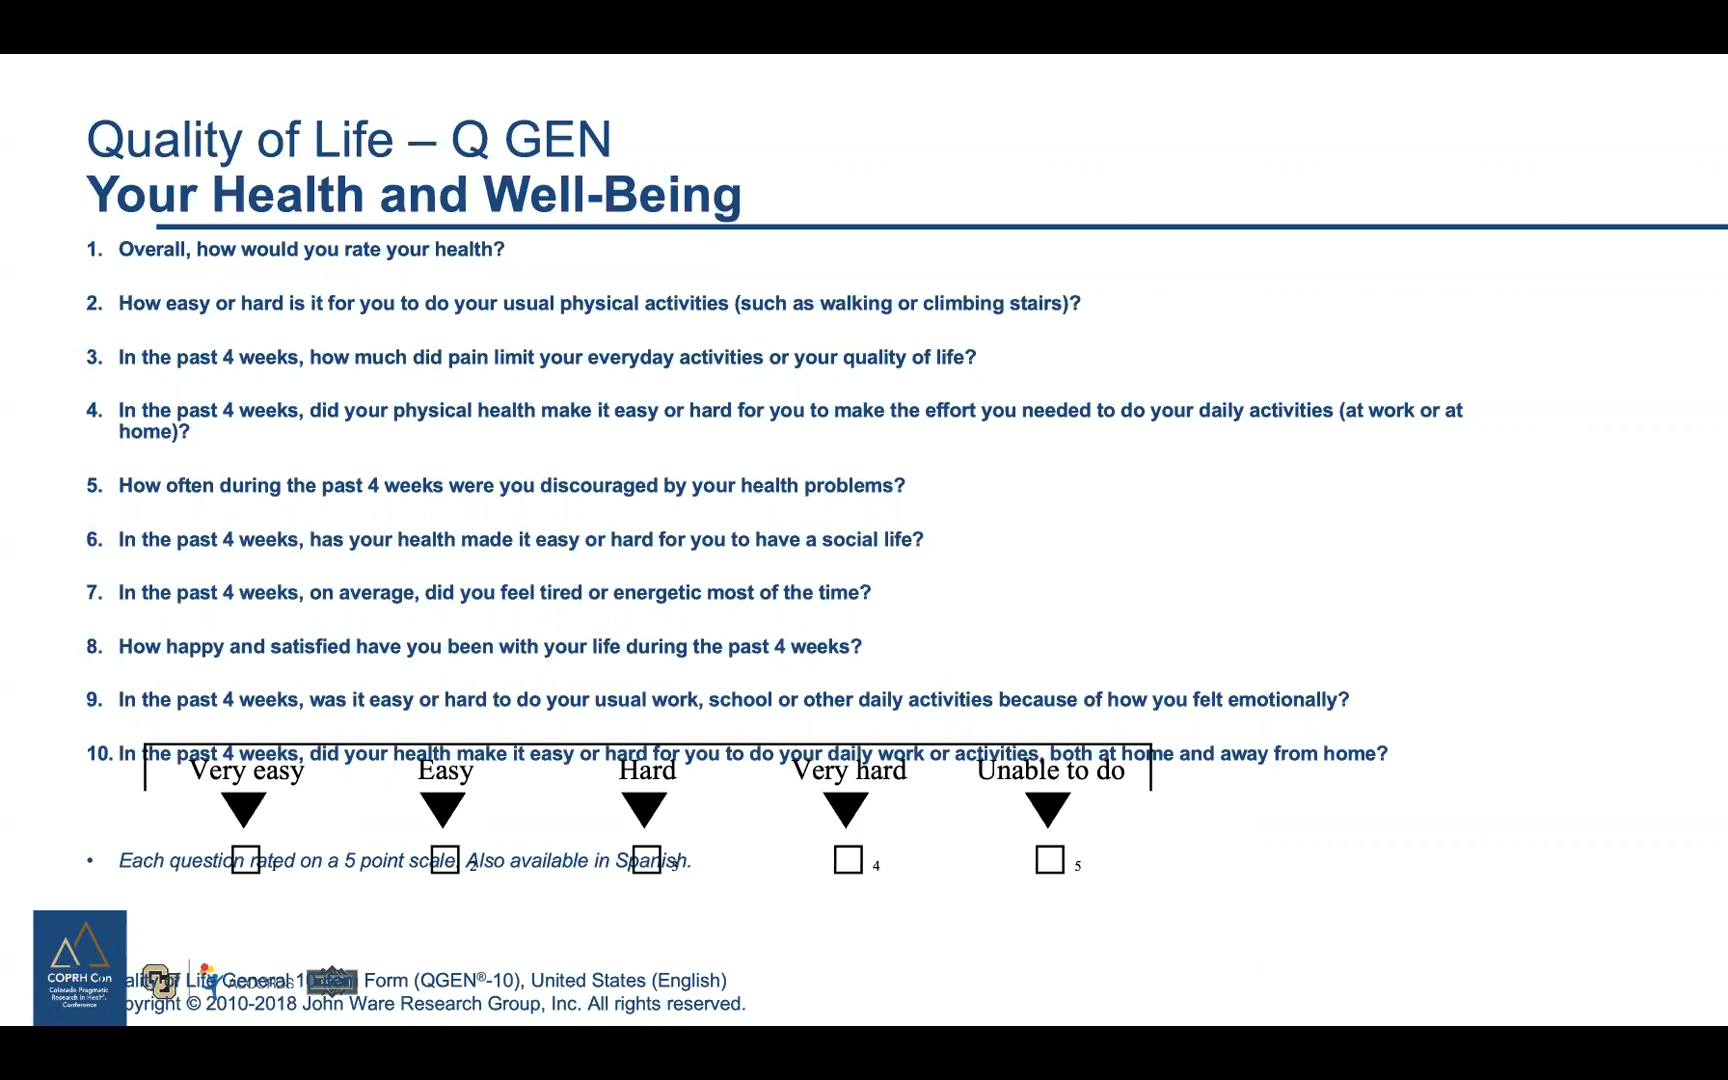 Quality of Life – Q GEN
Your Health and Well-Being
1. Overall, how would you rate your health?
2. How easy or hard is it for you to do your usual physical activities (such as walking or climbing stairs)?
3. In the past 4 weeks, how much did pain limit your everyday activities or your quality of life?
4. In the past 4 weeks, did your physical health make it easy or hard for you to make the effort you needed to do your daily activities (at work or at
home)?
5. How often during the past 4 weeks were you discouraged by your health problems?
6. In the past 4 weeks, has your health made it easy or hard for you to have a social life?
7. In the past 4 weeks, on average, did you feel tired or energetic most of the time?
8. How happy and satisfied have you been with your life during the past 4 weeks?
9. In the past 4 weeks, was it easy or hard to do your usual work, school or other daily activities because of how you felt emotionally?
10. In the past 4 weeks, did your health make it easy or hard for you to do your daily work or activities, both at home and away from home?
Very easy Easy Hard Very hard Unable to do
• Each question rated on a 5 point scale. Also available in Spanish.
1 2 3 4 5
COPRH Con
Colorado Pragmatic
Research in Health
Conference
of Life General Form (QGEN®-10), United States (English)
© 2010-2018 John Ware Research Group, Inc. All rights reserved.